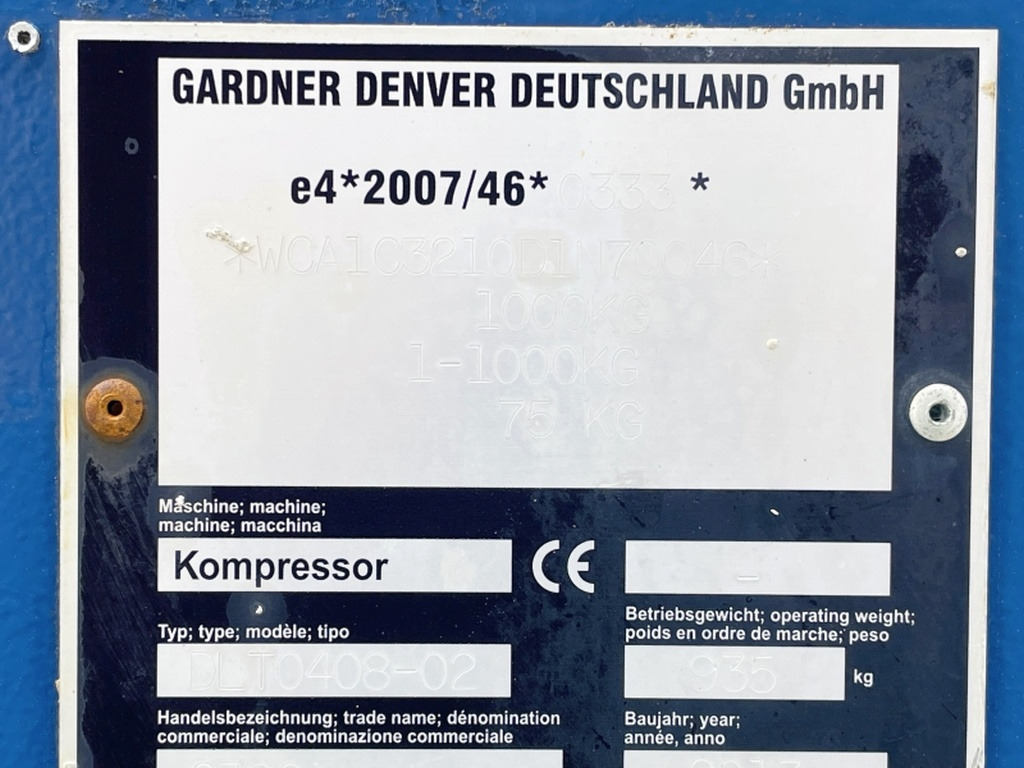 GARDNER DENVER DEUTSCHLAND GmbH
e4*2007/46* 0333 *
1000KG
1-1000KG
75 KG
Maschine; machine;
machine; macchina
Kompressor
CE
-
Betriebsgewicht; operating weight;
poids en ordre de marche; peso
Typ; type; modèle; tipo
DLT0408-02
935
kg
Handelsbezeichnung; trade name; dénomination
commerciale; denominazione commerciale
Baujahr; year;
année, anno